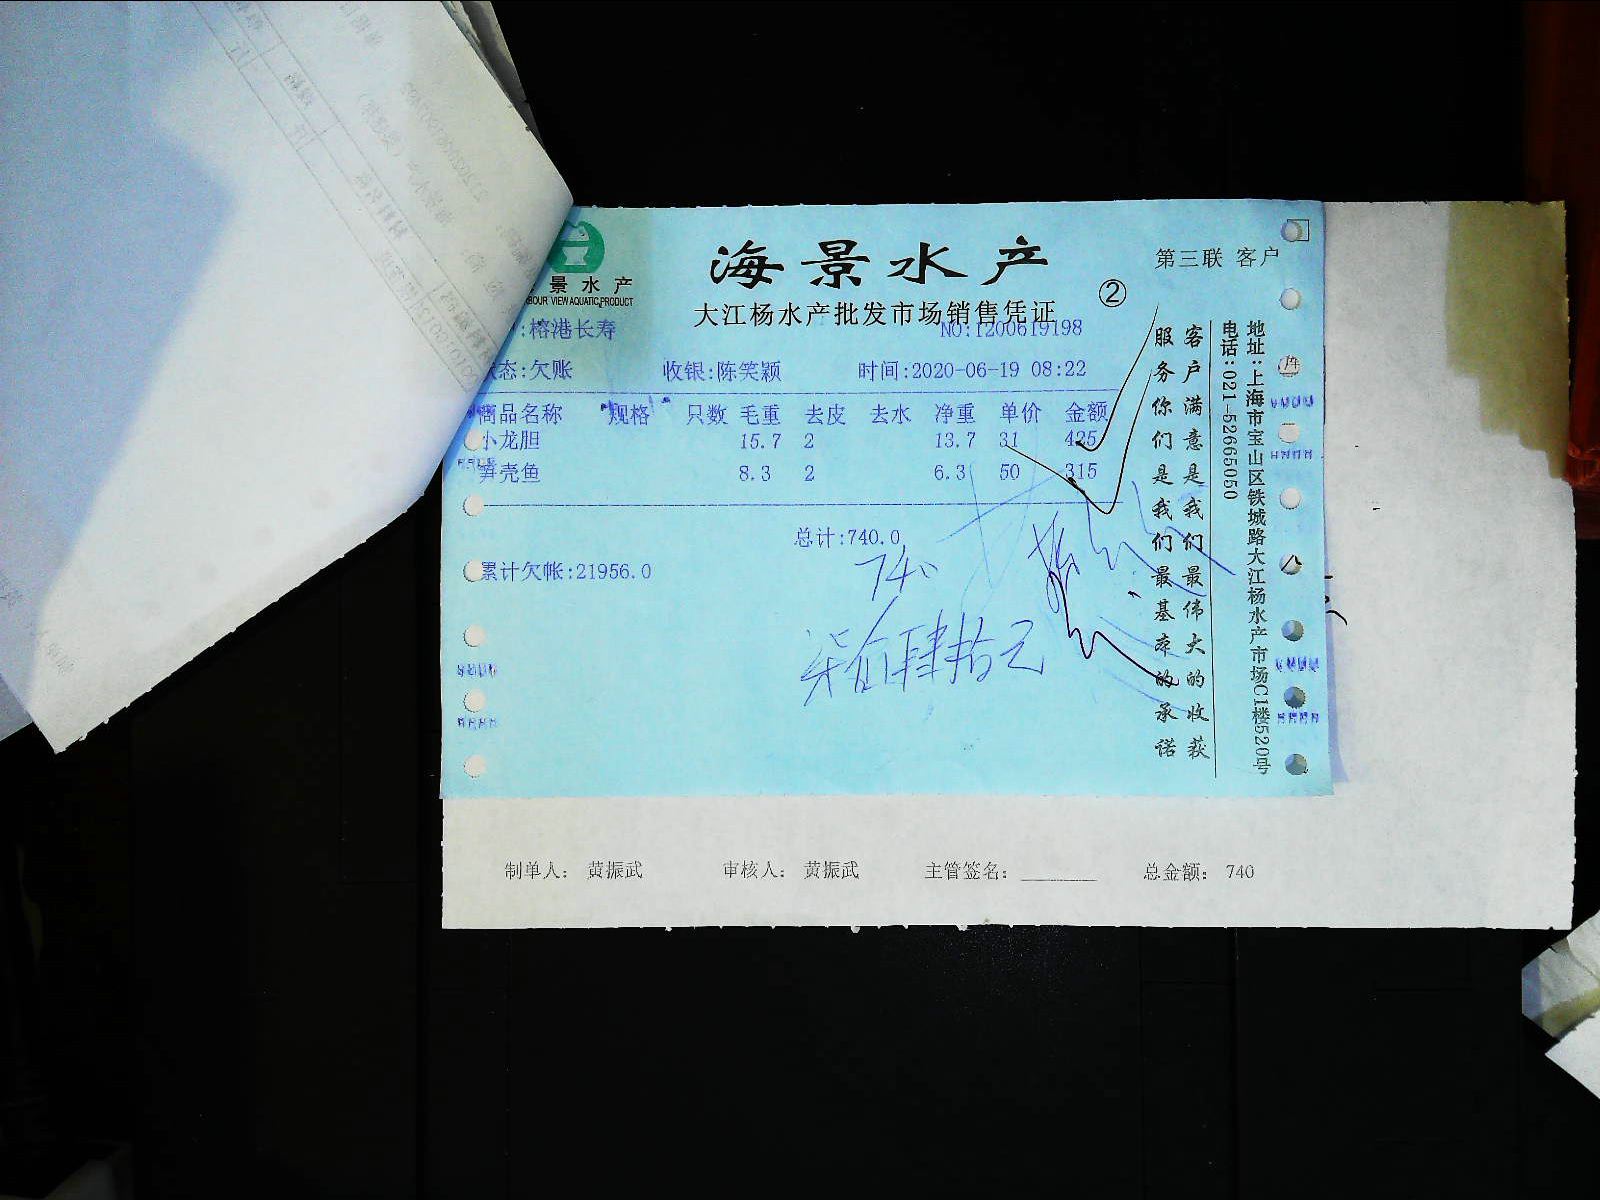 海景水产
第三联 客户
景水产
BOUR VIEW AQUATIC PRODUCT
②
大江杨水产批发市场销售凭证
:榕港长寿 NO:1200619198
态:欠账 收银:陈笑颖 时间:2020-06-19 08:22
商品名称 规格 只数 毛重 去皮 去水 净重 单价 金额
小龙胆 15.7 2 13.7 31 425
笋壳鱼 8.3 2 6.3 50 315
总计:740.0
累计欠帐:21956.0
740
柒佰肆拾元
客户满意是我们最伟大的收获
服务你们是我们最基本的承诺
地址:上海市宝山区铁城路大江杨水产市场C1楼520号
电话:021-52665050
制单人: 黄振武 审核人: 黄振武 主管签名: ________ 总金额: 740